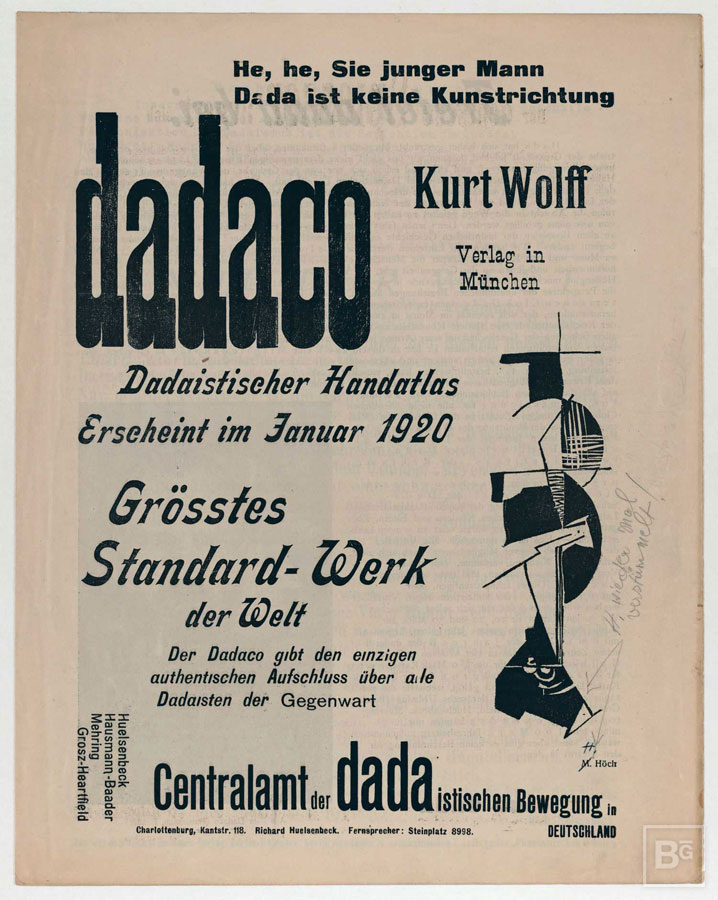 He, he, Sie junger Mann
Dada ist keine Kunstrichtung
dadaco
Kurt Wolff
Verlag in
München
Dadaistischer Handatlas
Erscheint im Januar 1920
Grösstes
Standard-Werk
der Welt
Der Dadaco gibt den einzigen
authentischen Aufschluss über alle
Dadaisten der Gegenwart
H, wieder mal
verstümmelt!
Huelsenbeck
Hausmann-Baader
Mehring
Grosz-Heartfield
H.
M. Höch
Centralamt der dadaistischen Bewegung in
DEUTSCHLAND
Charlottenburg, Kantstr. 118. Richard Huelsenbeck. Fernsprecher: Steinplatz 8998.
BG